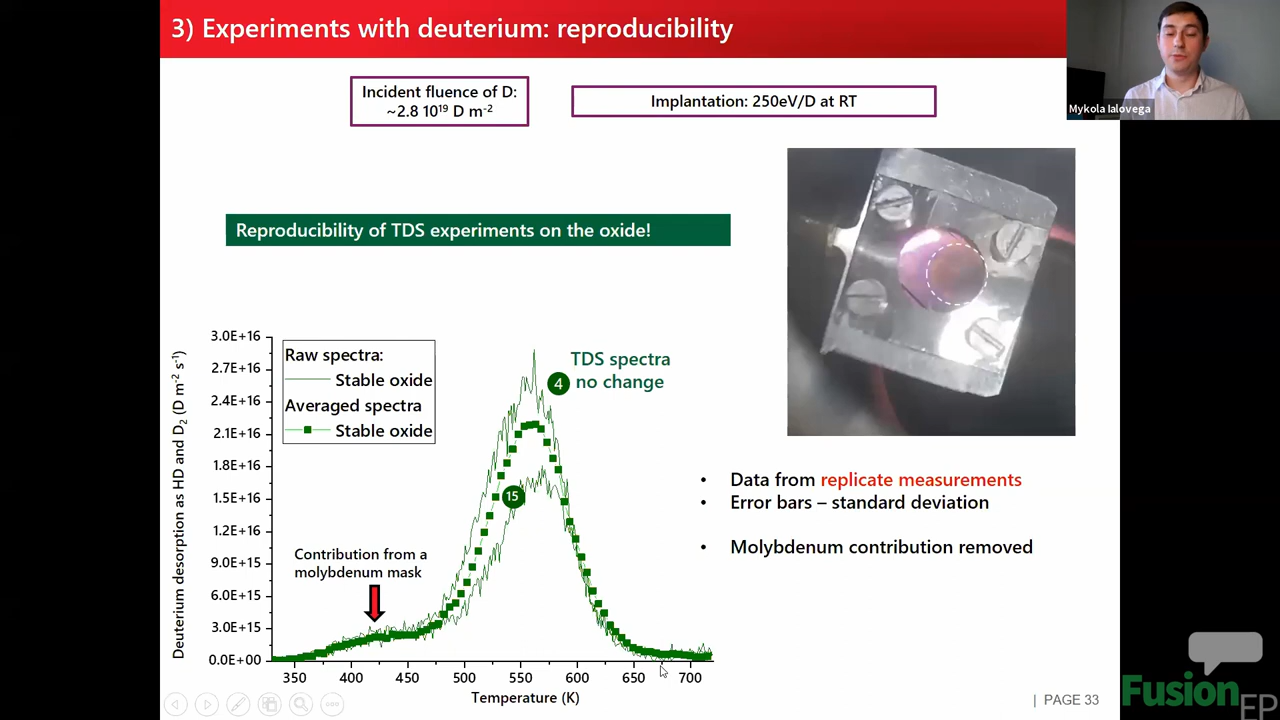 3) Experiments with deuterium: reproducibility
Incident fluence of D:
~2.8 10¹⁹ D m⁻²
Implantation: 250eV/D at RT
Mykola Ialovega
Reproducibility of TDS experiments on the oxide!
Deuterium desorption as HD and D₂ (D m⁻² s⁻¹)
3.0E+16
2.7E+16
2.4E+16
2.1E+16
1.8E+16
1.5E+16
1.2E+16
9.0E+15
6.0E+15
3.0E+15
0.0E+00
Raw spectra:
Stable oxide
Averaged spectra
Stable oxide
4
TDS spectra
no change
15
Contribution from a
molybdenum mask
350
400
450
500
550
600
650
700
Temperature (K)
• Data from replicate measurements
• Error bars – standard deviation
• Molybdenum contribution removed
| PAGE 33
Fusion
EP